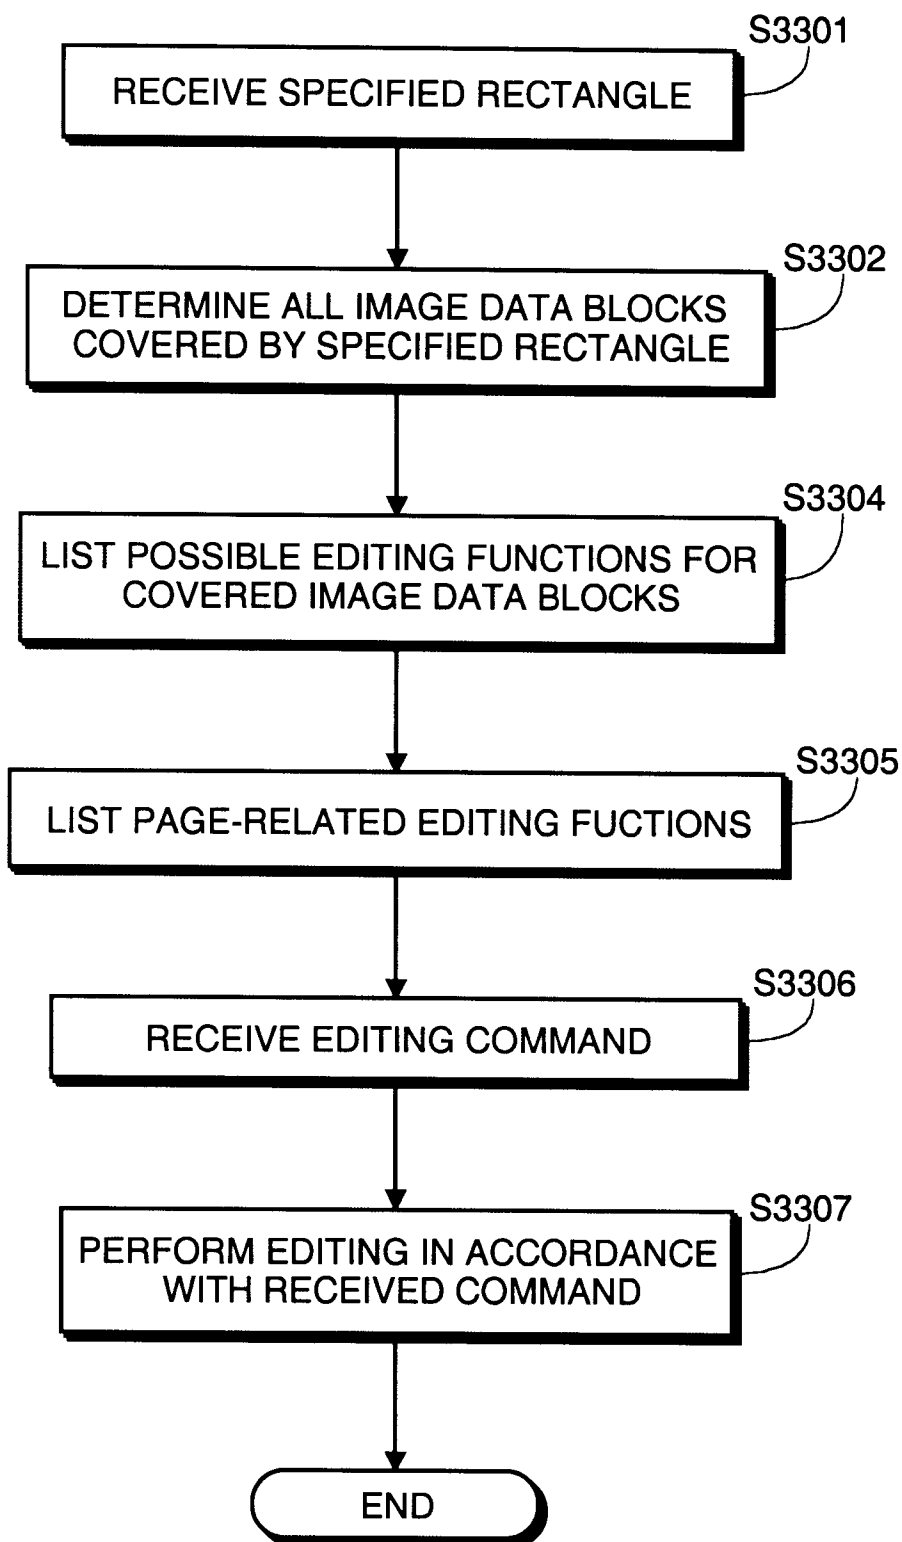 S3301
RECEIVE SPECIFIED RECTANGLE
S3302
DETERMINE ALL IMAGE DATA BLOCKS
COVERED BY SPECIFIED RECTANGLE
S3304
LIST POSSIBLE EDITING FUNCTIONS FOR
COVERED IMAGE DATA BLOCKS
S3305
LIST PAGE-RELATED EDITING FUCTIONS
S3306
RECEIVE EDITING COMMAND
S3307
PERFORM EDITING IN ACCORDANCE
WITH RECEIVED COMMAND
END